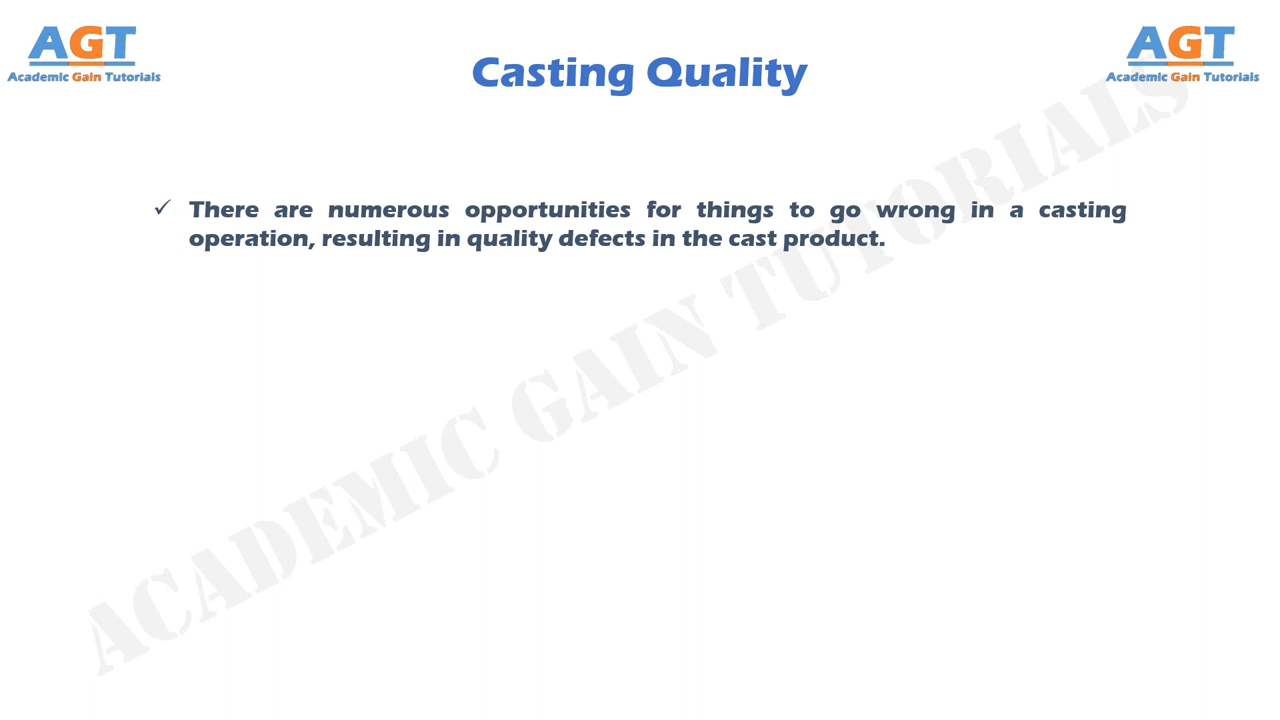 AGT
Academic Gain Tutorials
AGT
Academic Gain Tutorials
Casting Quality
✓ There are numerous opportunities for things to go wrong in a casting
operation, resulting in quality defects in the cast product.
ACADEMIC GAIN TUTORIALS